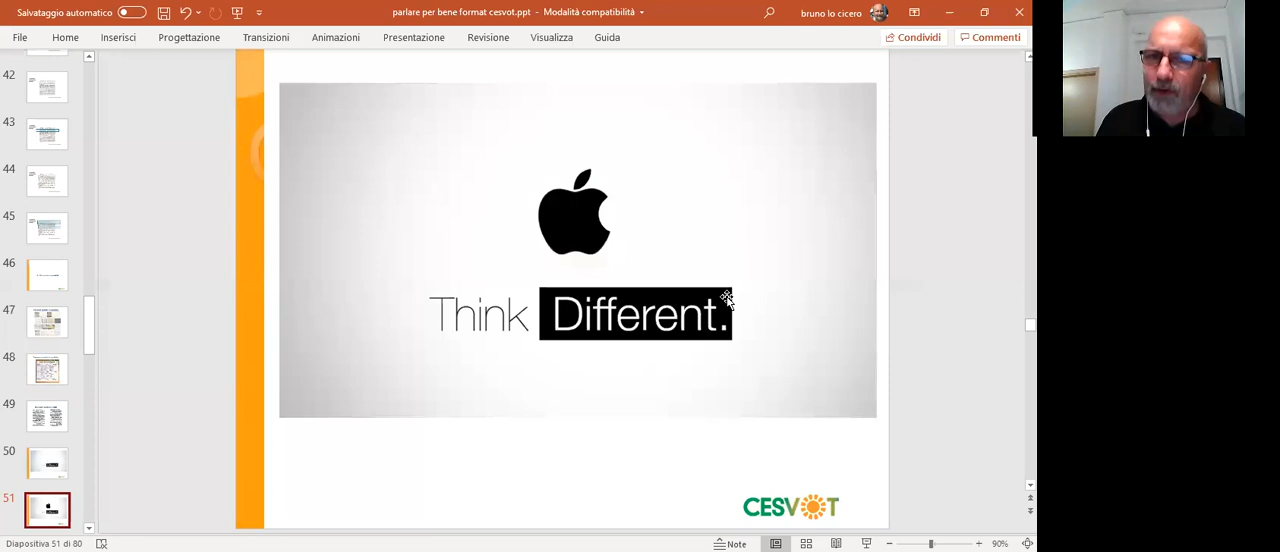 Salvataggio automatico
parlare per bene format cesvot.ppt - Modalità compatibilità
bruno lo cicero
File Home Inserisci Progettazione Transizioni Animazioni Presentazione Revisione Visualizza Guida
Condividi Commenti
42
43
44
45
46
47
48
49
50
51
Think Different.
CESVOT
Diapositiva 51 di 80
Note
90%